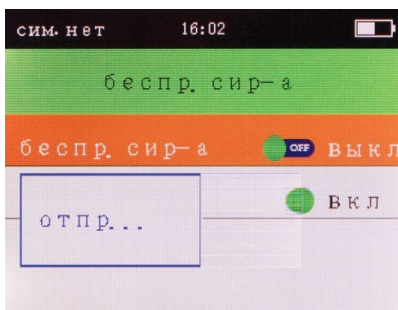 сим. нет 16:02
беспр. сир-а
беспр. сир-а OFF выкл
вкл
отпр...